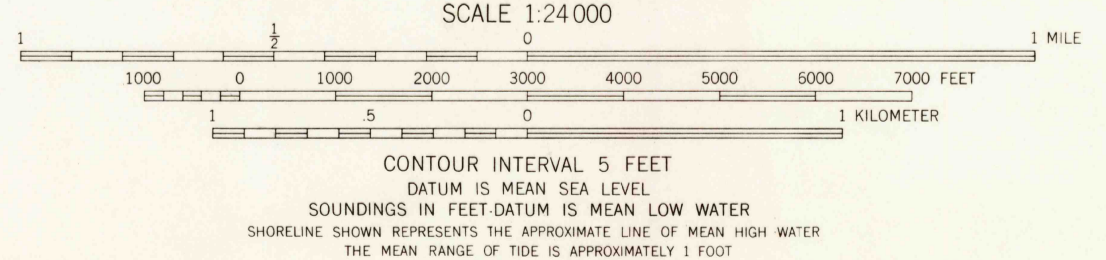 SCALE 1:24 000
1 ½ 0 1 MILE
1000 0 1000 2000 3000 4000 5000 6000 7000 FEET
1 .5 0 1 KILOMETER
CONTOUR INTERVAL 5 FEET
DATUM IS MEAN SEA LEVEL
SOUNDINGS IN FEET-DATUM IS MEAN LOW WATER
SHORELINE SHOWN REPRESENTS THE APPROXIMATE LINE OF MEAN HIGH WATER
THE MEAN RANGE OF TIDE IS APPROXIMATELY 1 FOOT